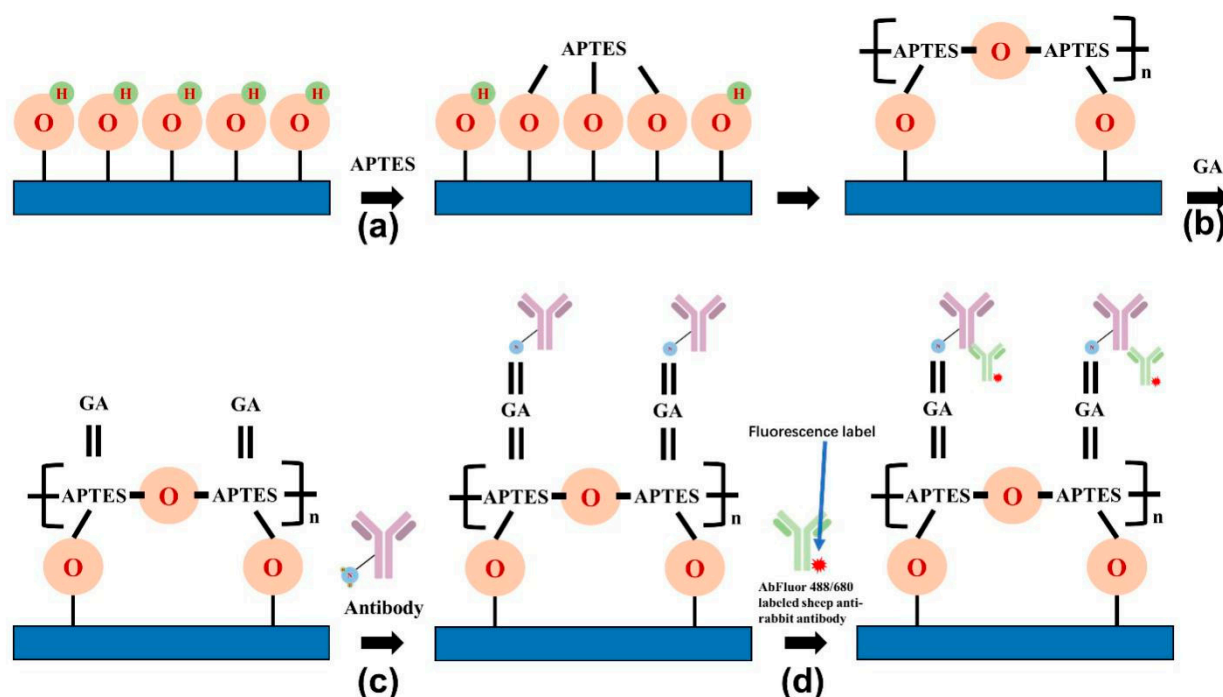 H H H H H
O O O O O
APTES
(a)
APTES
H H
O O O O O
APTES O APTES
n
O O
GA
(b)
GA GA
APTES O APTES
n
O O
Antibody
(c)
GA GA
APTES O APTES
n
O O
Fluorescence label
AbFluor 488/680
labeled sheep anti-
rabbit antibody
(d)
GA GA
APTES O APTES
n
O O